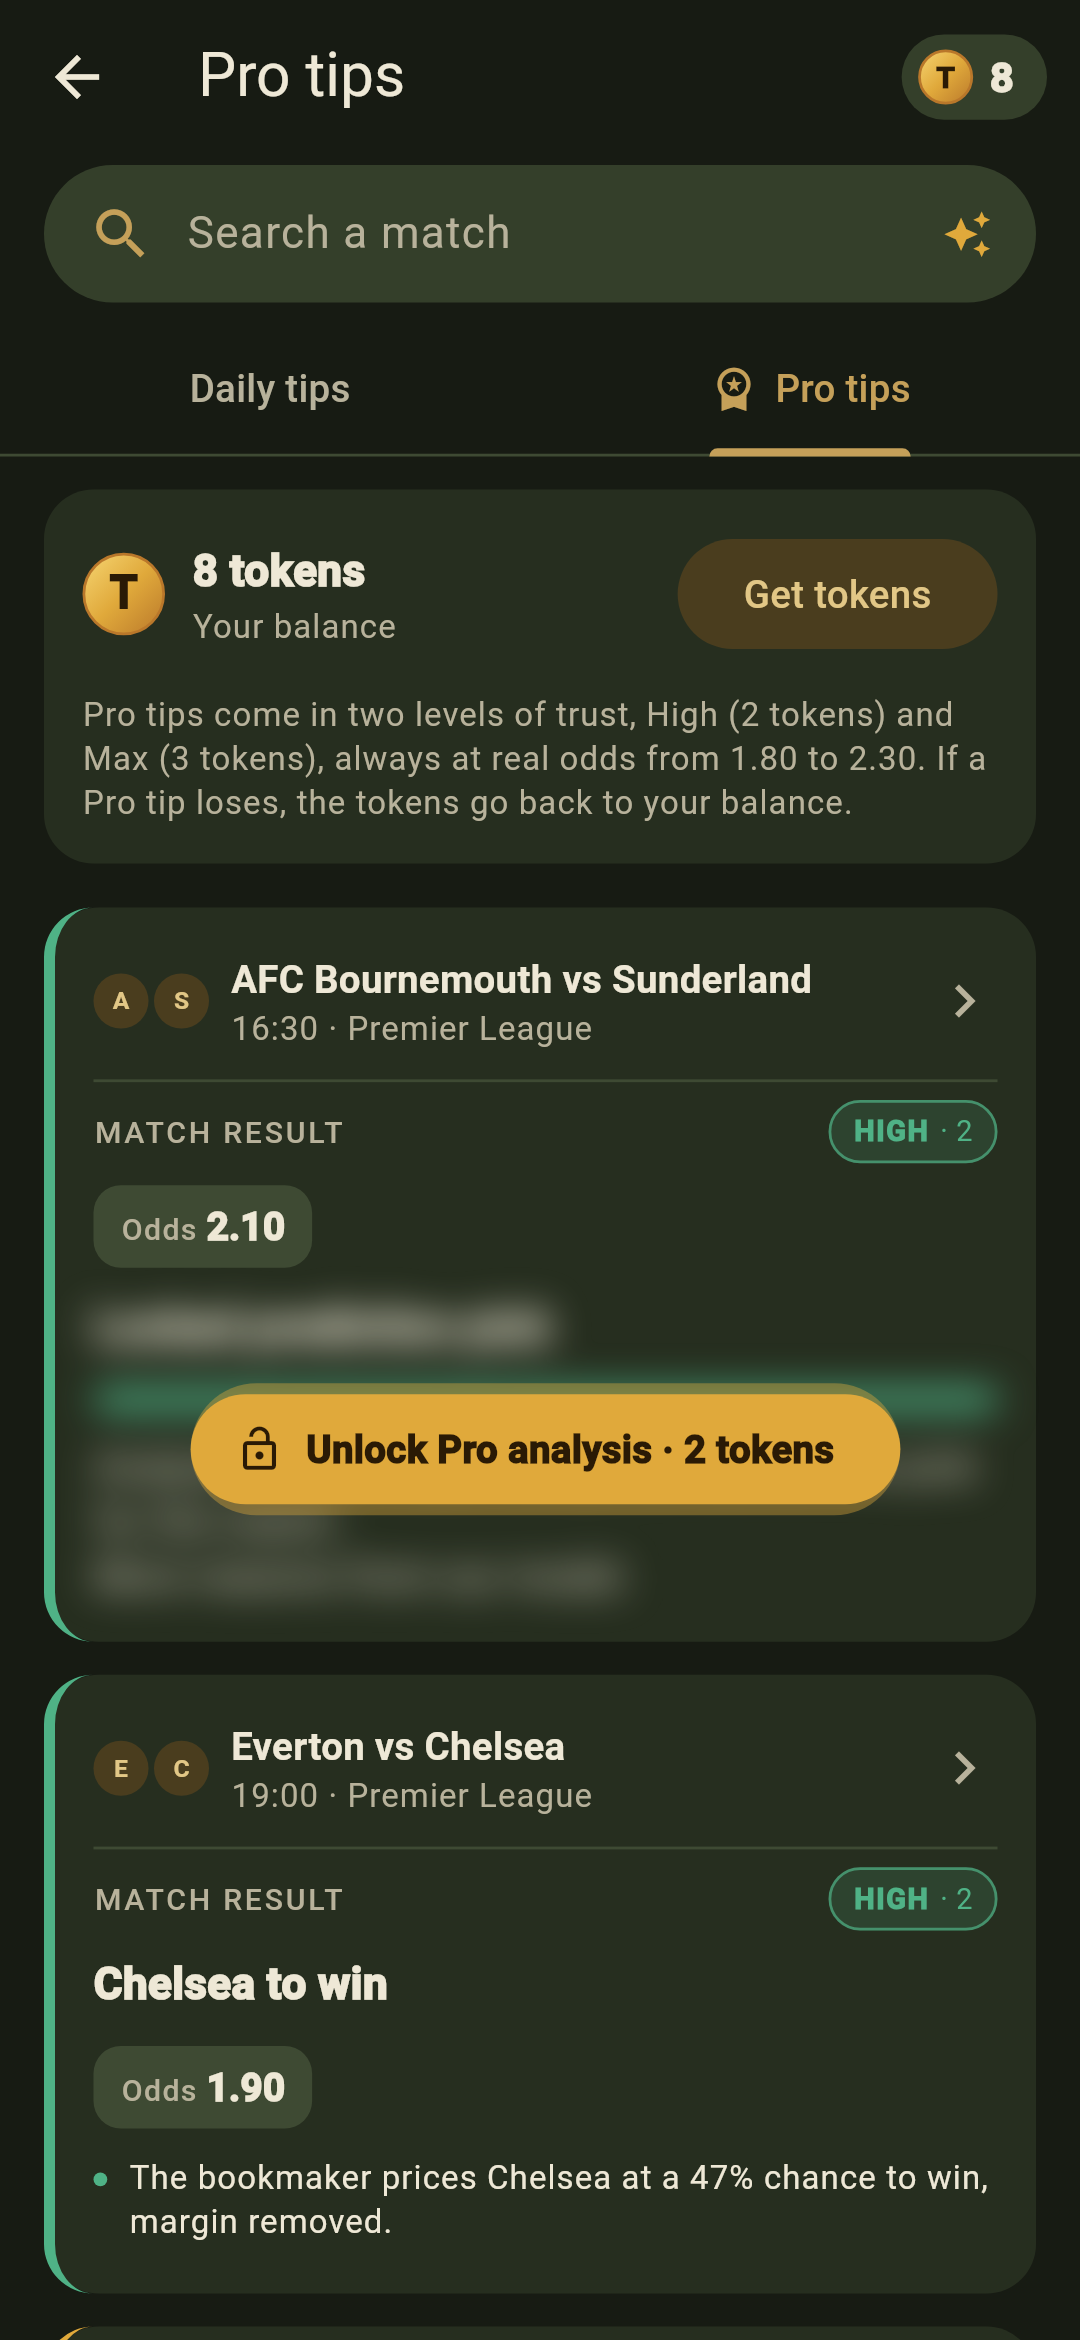 Pro tips
T 8
Search a match
Daily tips
Pro tips
T
8 tokens
Your balance
Get tokens
Pro tips come in two levels of trust, High (2 tokens) and
Max (3 tokens), always at real odds from 1.80 to 2.30. If a
Pro tip loses, the tokens go back to your balance.
A S
AFC Bournemouth vs Sunderland
16:30 · Premier League
MATCH RESULT
HIGH · 2
Odds 2.10
Unlock Pro analysis · 2 tokens
E C
Everton vs Chelsea
19:00 · Premier League
MATCH RESULT
HIGH · 2
Chelsea to win
Odds 1.90
The bookmaker prices Chelsea at a 47% chance to win,
margin removed.